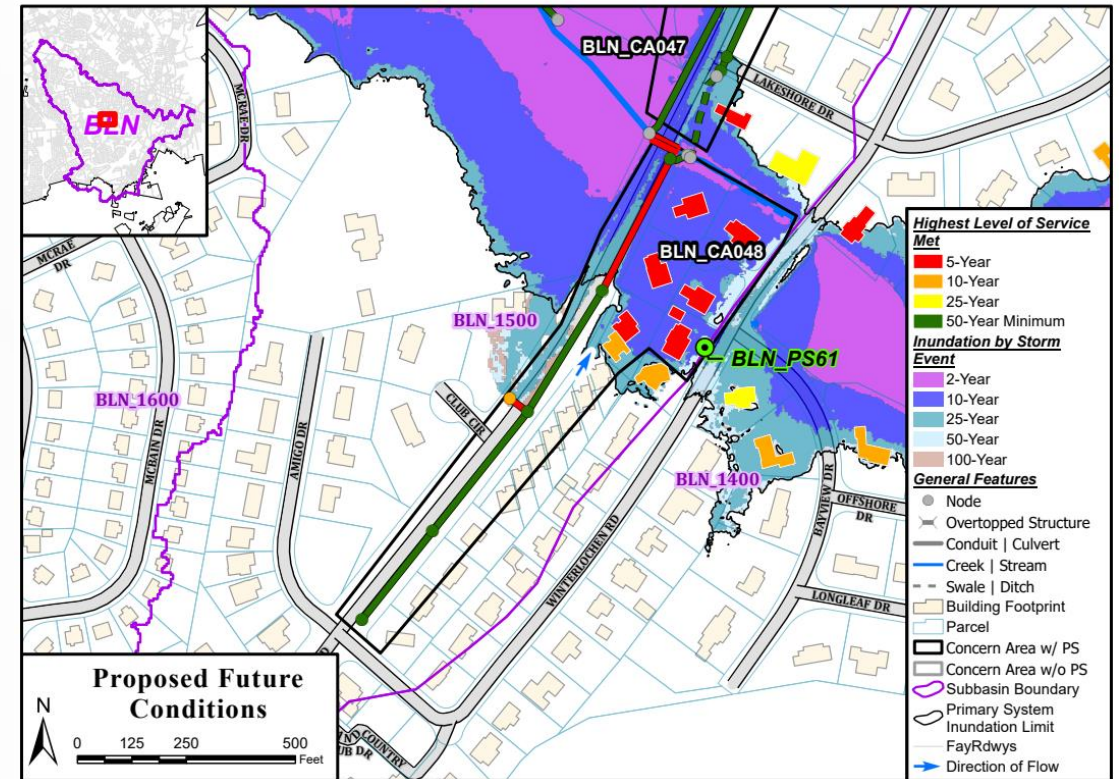 BLN
MCRAE DR
BLN_CA047
LAKESHORE DR
MCRAE
DR
BLN_CA048
BLN_1500
BLN_PS61
BLN_1600
CLUB CIR
MCBAIN DR
AMIGO DR
BLN_1400
WINTERLOCHEN RD
BAYVIEW DR
OFFSHORE
DR
LONGLEAF DR
COUNTRY
Highest Level of Service
Met
5-Year
10-Year
25-Year
50-Year Minimum
Inundation by Storm
Event
2-Year
10-Year
25-Year
50-Year
100-Year
General Features
Node
Overtopped Structure
Conduit | Culvert
Creek | Stream
Swale | Ditch
Building Footprint
Parcel
Concern Area w/ PS
Concern Area w/o PS
Subbasin Boundary
Primary System
Inundation Limit
FayRdwys
Direction of Flow
Proposed Future
Conditions
N
0 125 250 500
Feet